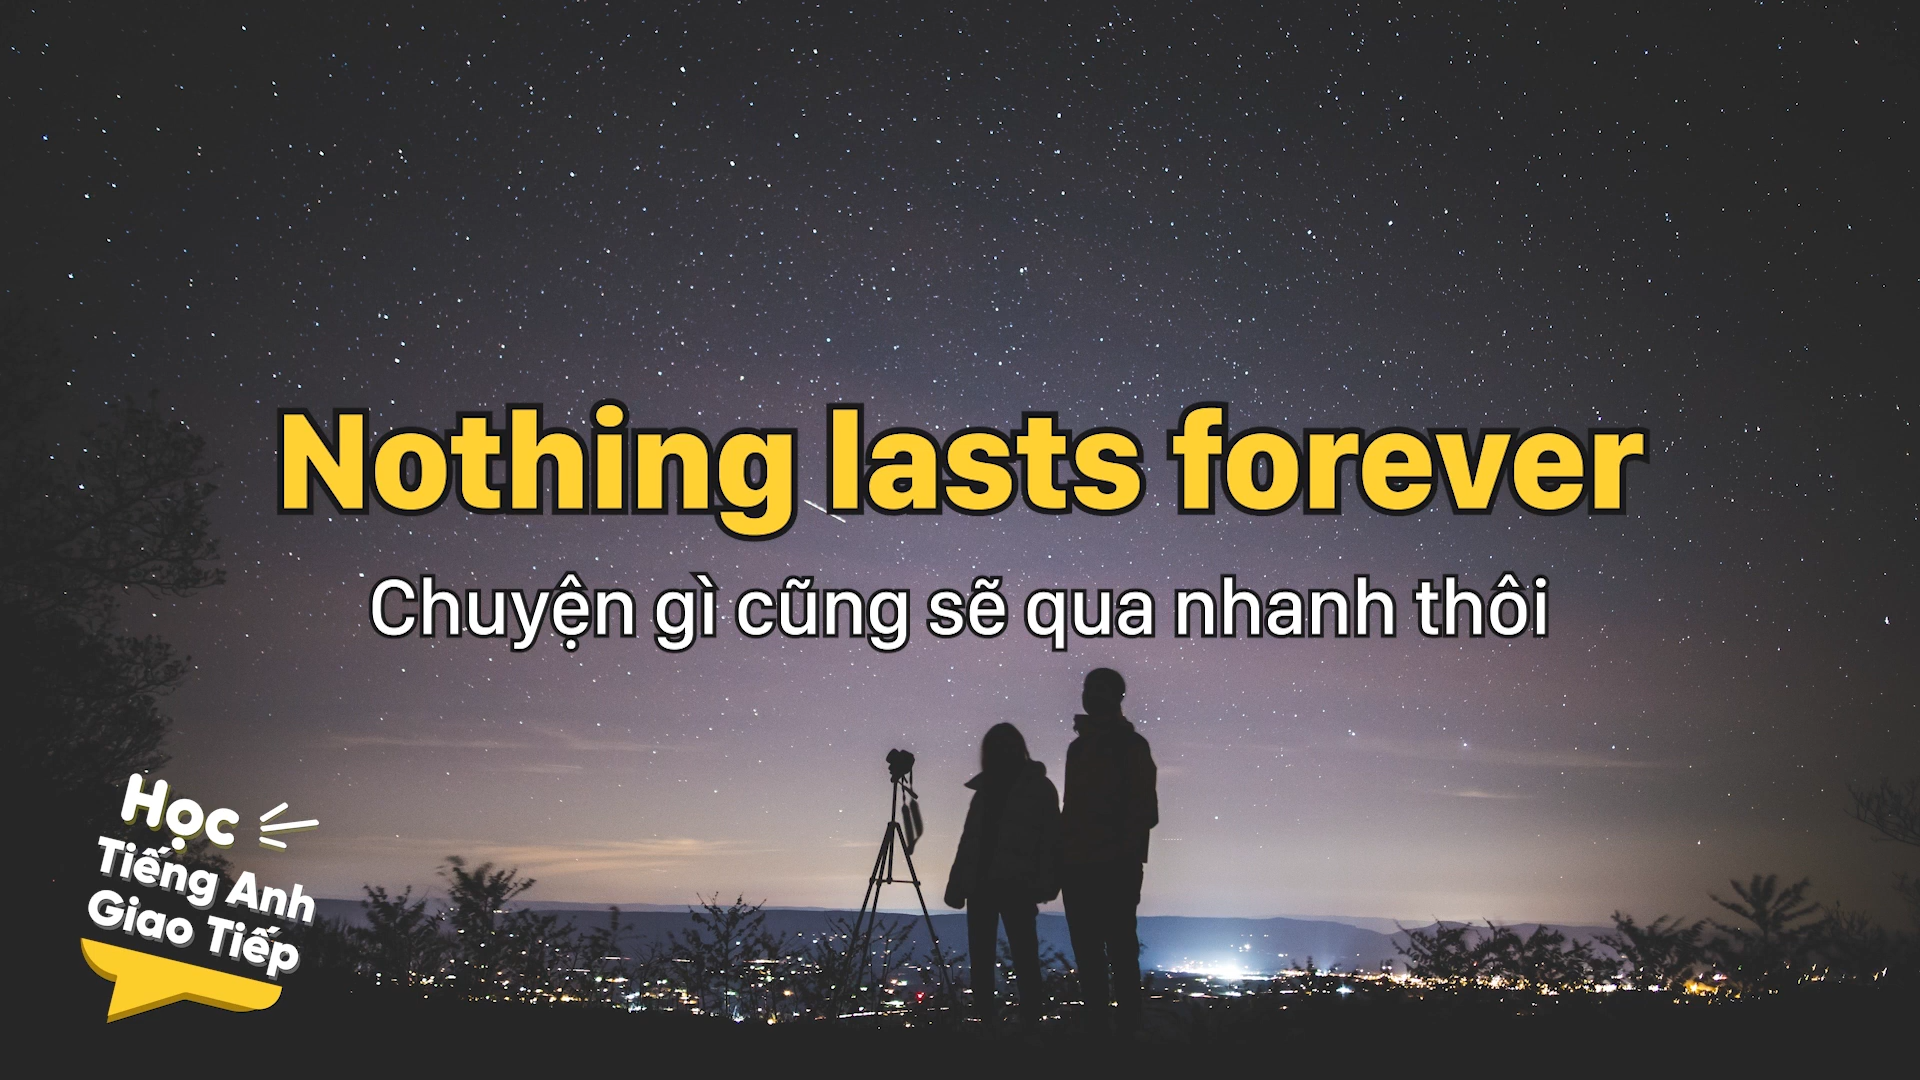 Nothing lasts forever
Chuyện gì cũng sẽ qua nhanh thôi
Học
Tiếng Anh
Giao Tiếp